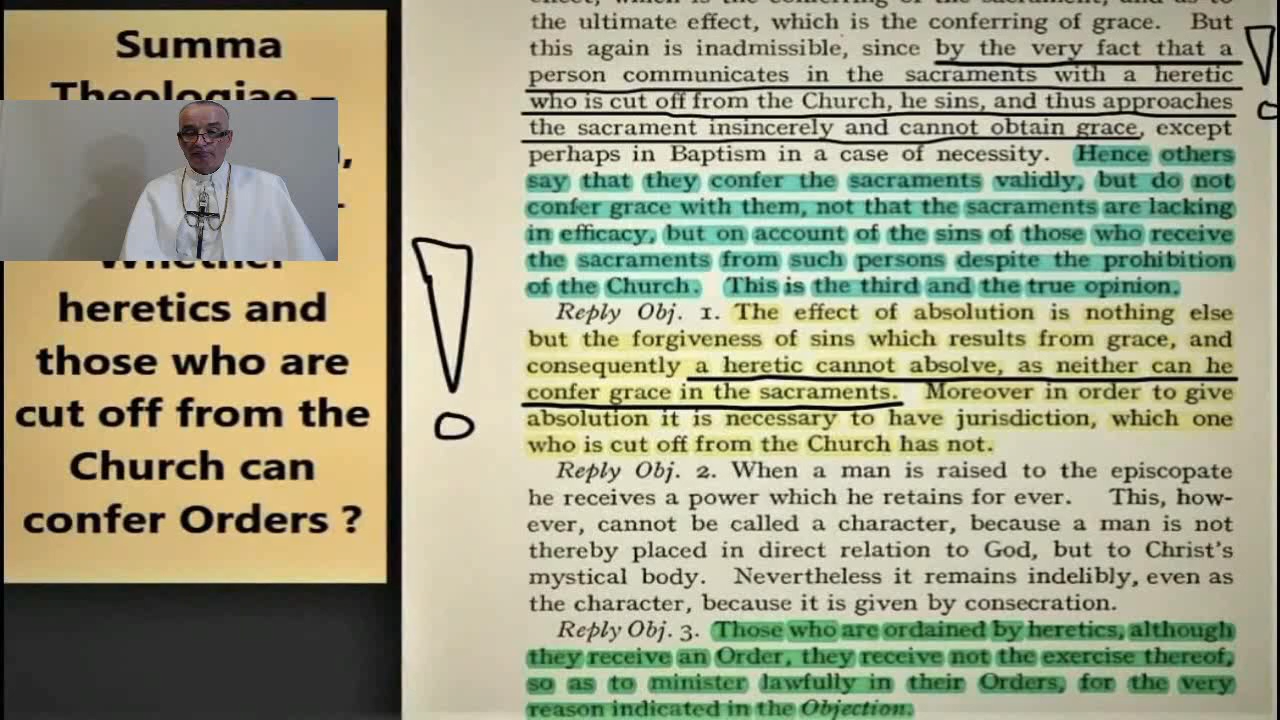 Summa
Theologiae –
Whether
heretics and
those who are
cut off from the
Church can
confer Orders ?
the ultimate effect, which is the conferring of grace. But
this again is inadmissible, since by the very fact that a
person communicates in the sacraments with a heretic
who is cut off from the Church, he sins, and thus approaches
the sacrament insincerely and cannot obtain grace, except
perhaps in Baptism in a case of necessity. Hence others
say that they confer the sacraments validly, but do not
confer grace with them, not that the sacraments are lacking
in efficacy, but on account of the sins of those who receive
the sacraments from such persons despite the prohibition
of the Church. This is the third and the true opinion.
Reply Obj. 1. The effect of absolution is nothing else
but the forgiveness of sins which results from grace, and
consequently a heretic cannot absolve, as neither can he
confer grace in the sacraments. Moreover in order to give
absolution it is necessary to have jurisdiction, which one
who is cut off from the Church has not.
Reply Obj. 2. When a man is raised to the episcopate
he receives a power which he retains for ever. This, how-
ever, cannot be called a character, because a man is not
thereby placed in direct relation to God, but to Christ's
mystical body. Nevertheless it remains indelibly, even as
the character, because it is given by consecration.
Reply Obj. 3. Those who are ordained by heretics, although
they receive an Order, they receive not the exercise thereof,
so as to minister lawfully in their Orders, for the very
reason indicated in the Objection.